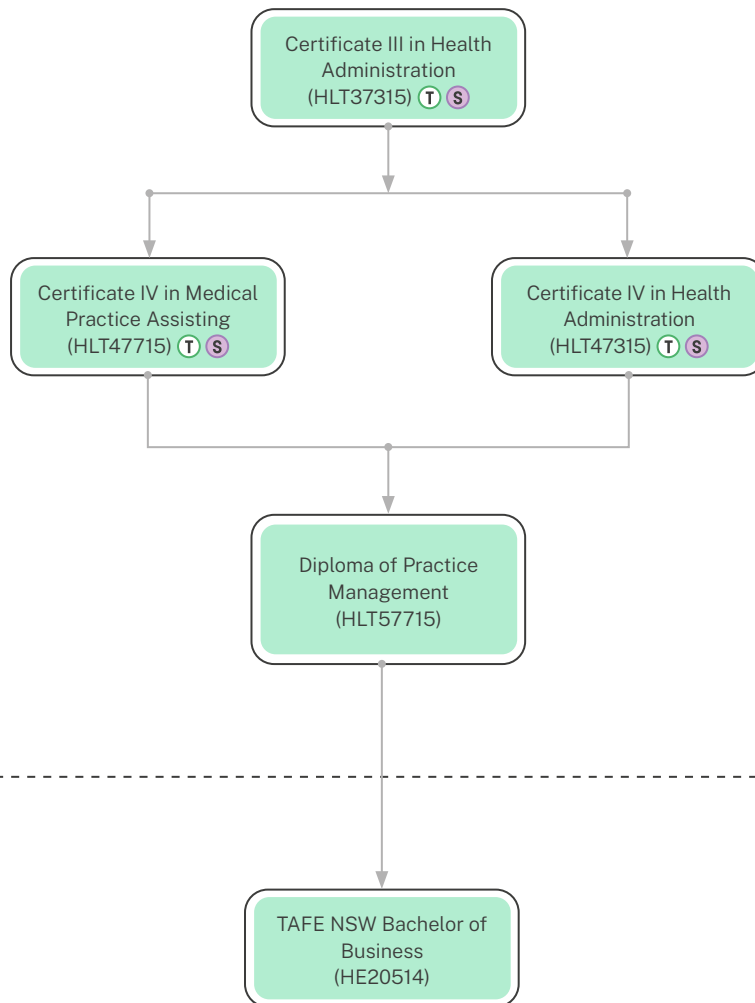 Certificate III in Health
Administration
(HLT37315) T S
Certificate IV in Medical
Practice Assisting
(HLT47715) T S
Certificate IV in Health
Administration
(HLT47315) T S
Diploma of Practice
Management
(HLT57715)
TAFE NSW Bachelor of
Business
(HE20514)